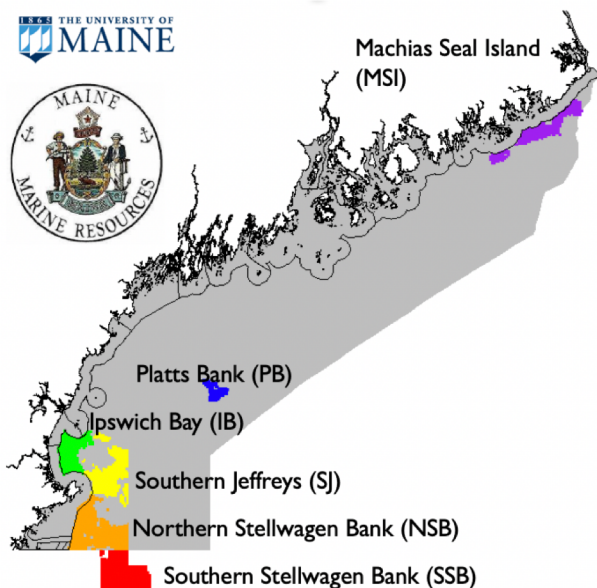 1865 THE UNIVERSITY OF
MAINE
MAINE
MARINE RESOURCES
Machias Seal Island
(MSI)
Platts Bank (PB)
Ipswich Bay (IB)
Southern Jeffreys (SJ)
Northern Stellwagen Bank (NSB)
Southern Stellwagen Bank (SSB)